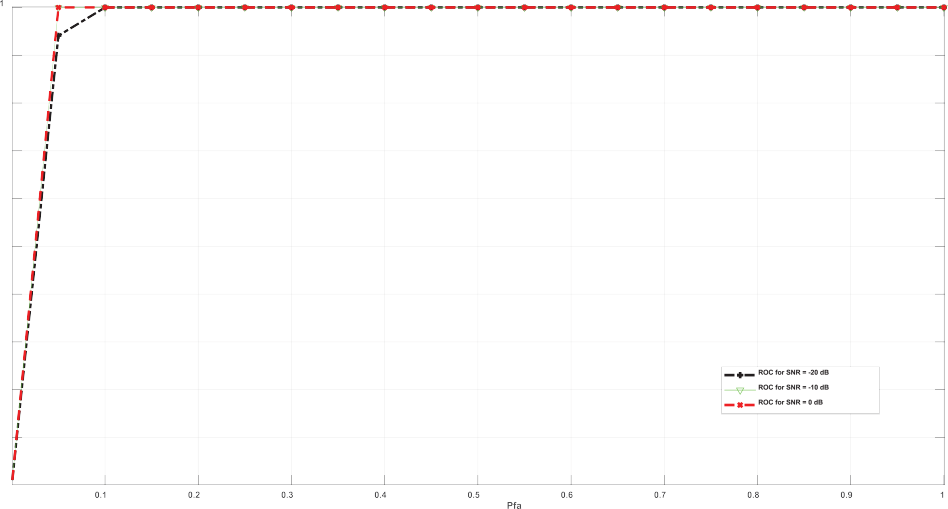 1
ROC for SNR = -20 dB
ROC for SNR = -10 dB
ROC for SNR = 0 dB
0.1 0.2 0.3 0.4 0.5 0.6 0.7 0.8 0.9 1
Pfa